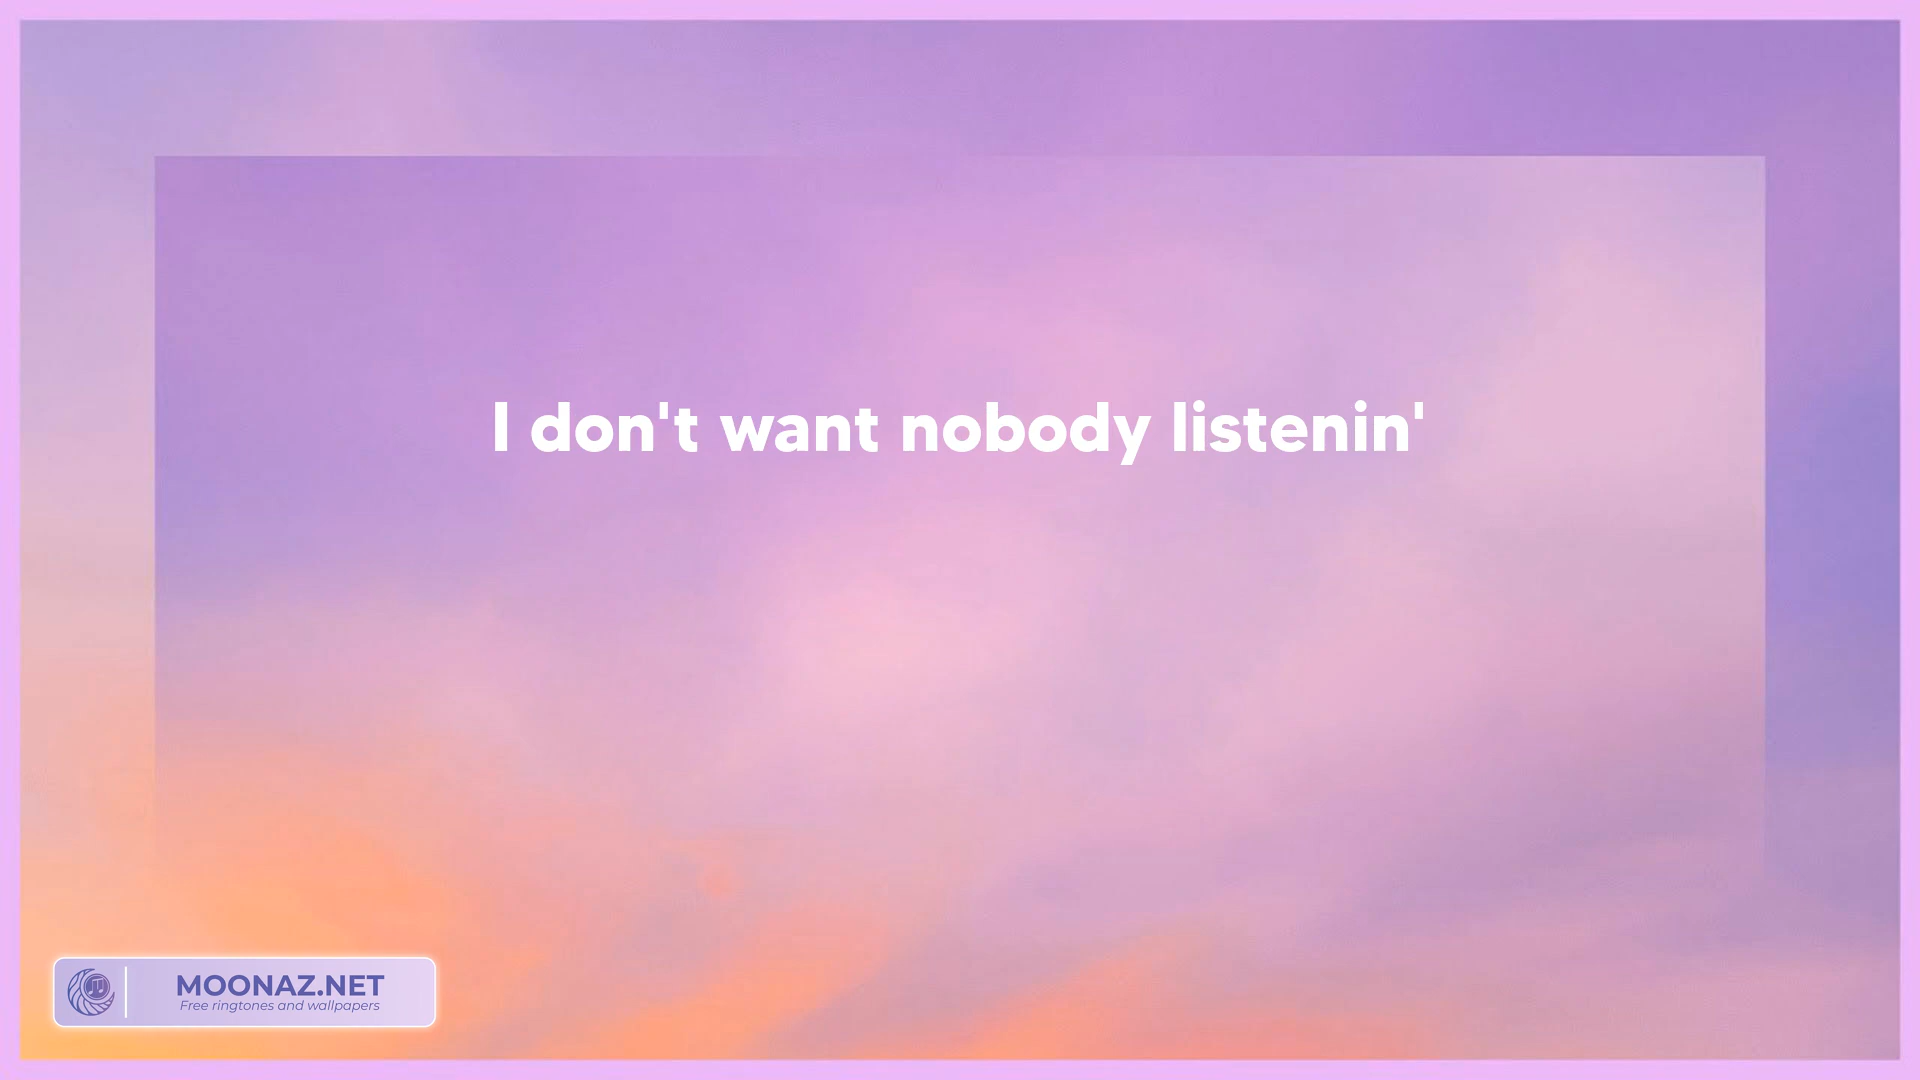 I don't want nobody listenin'
MOONAZ.NET
Free ringtones and wallpapers